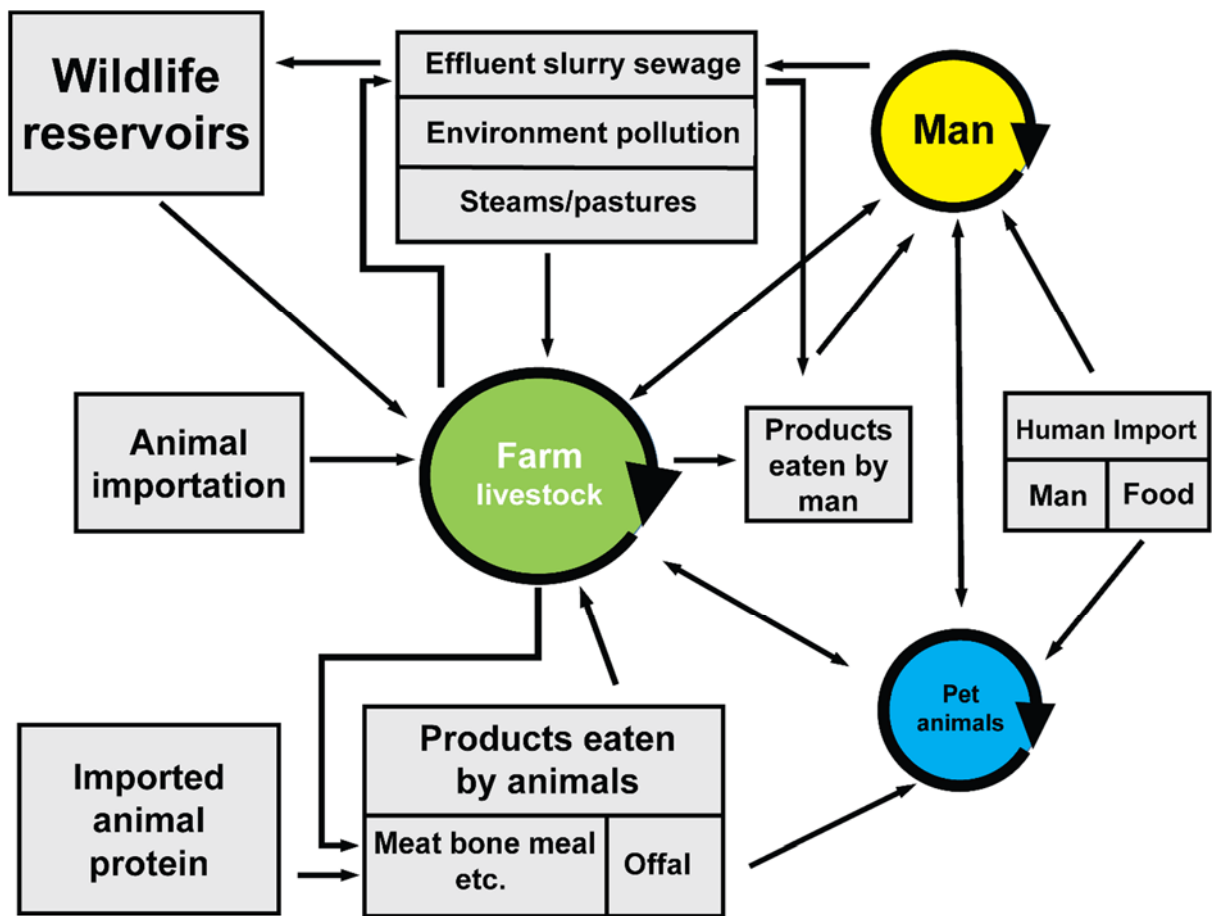 Wildlife
reservoirs
Effluent slurry sewage
Environment pollution
Steams/pastures
Man
Animal
importation
Farm
livestock
Products
eaten by
man
Human Import
Man
Food
Pet
animals
Imported
animal
protein
Products eaten
by animals
Meat bone meal
etc.
Offal